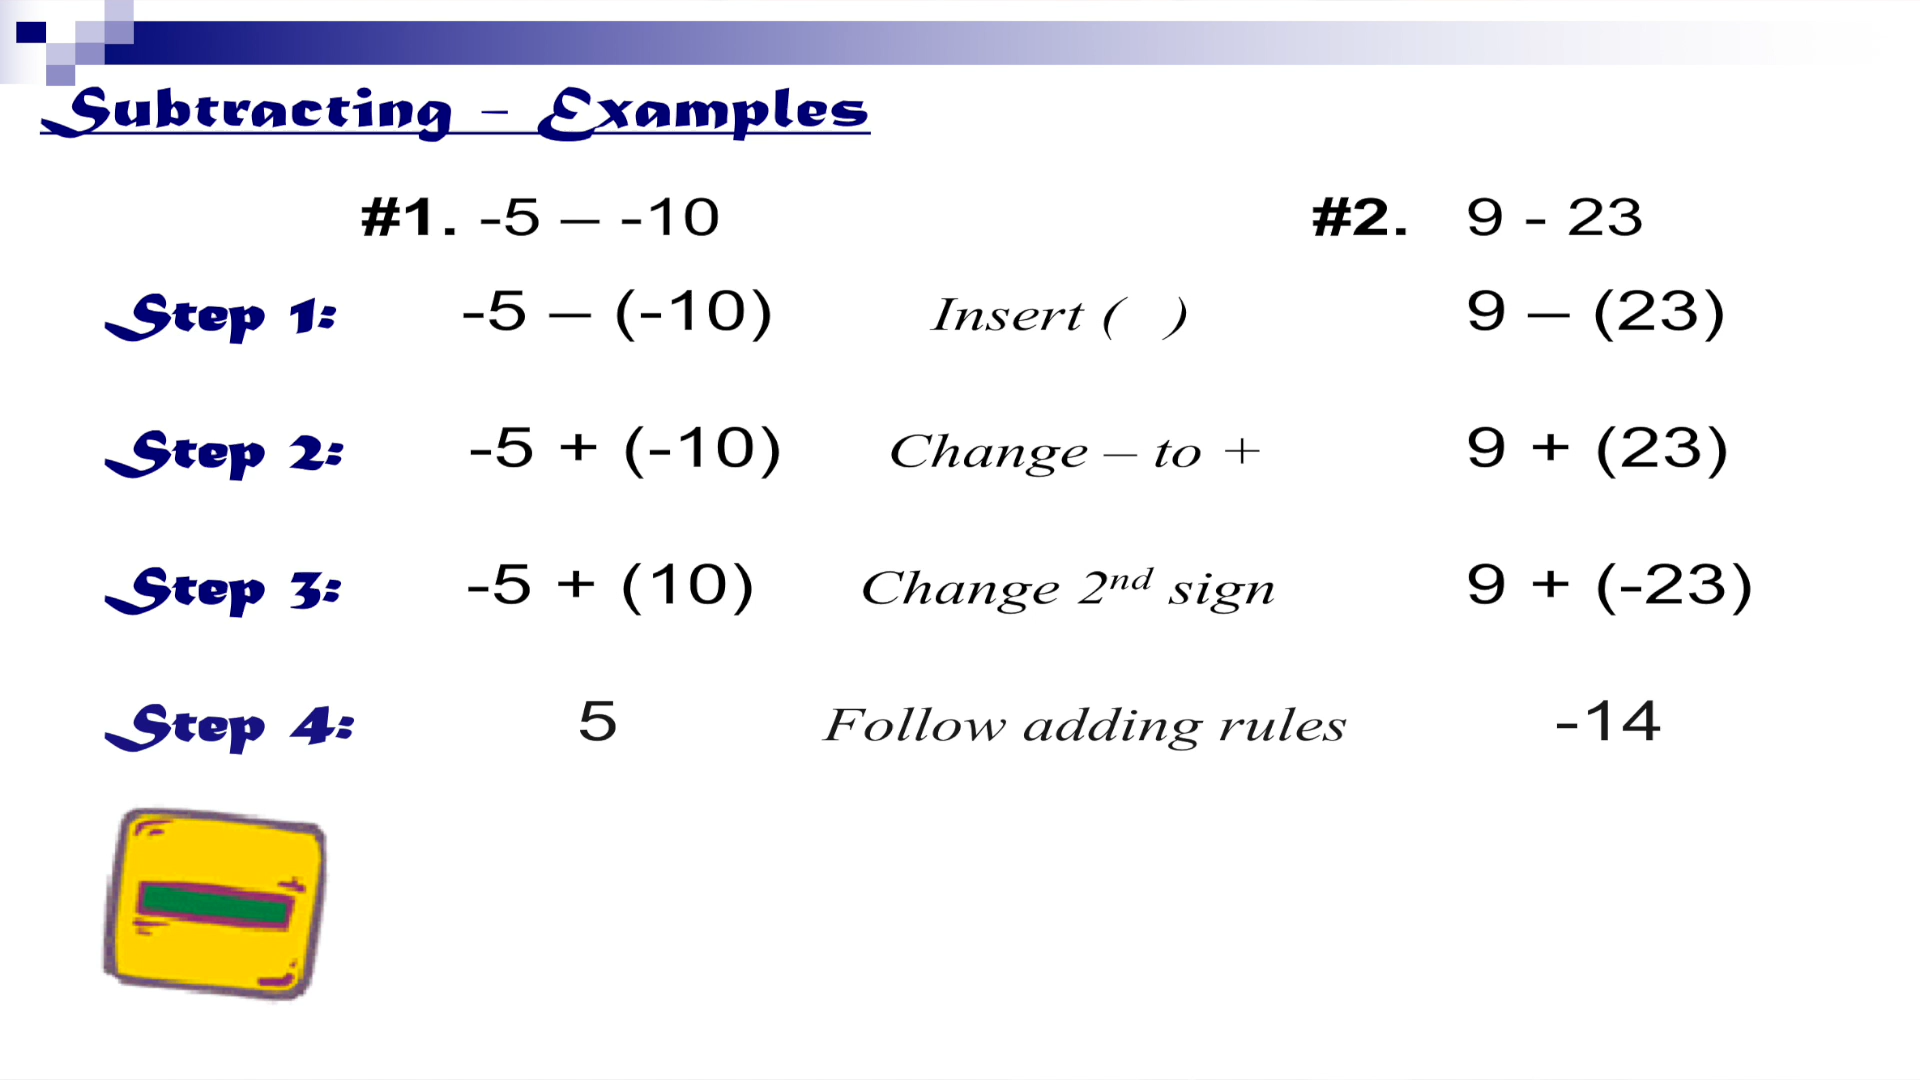 Subtracting – Examples
#1. -5 – -10 #2. 9 - 23
Step 1: -5 – (-10) Insert ( ) 9 – (23)
Step 2: -5 + (-10) Change – to + 9 + (23)
Step 3: -5 + (10) Change 2nd sign 9 + (-23)
Step 4: 5 Follow adding rules -14